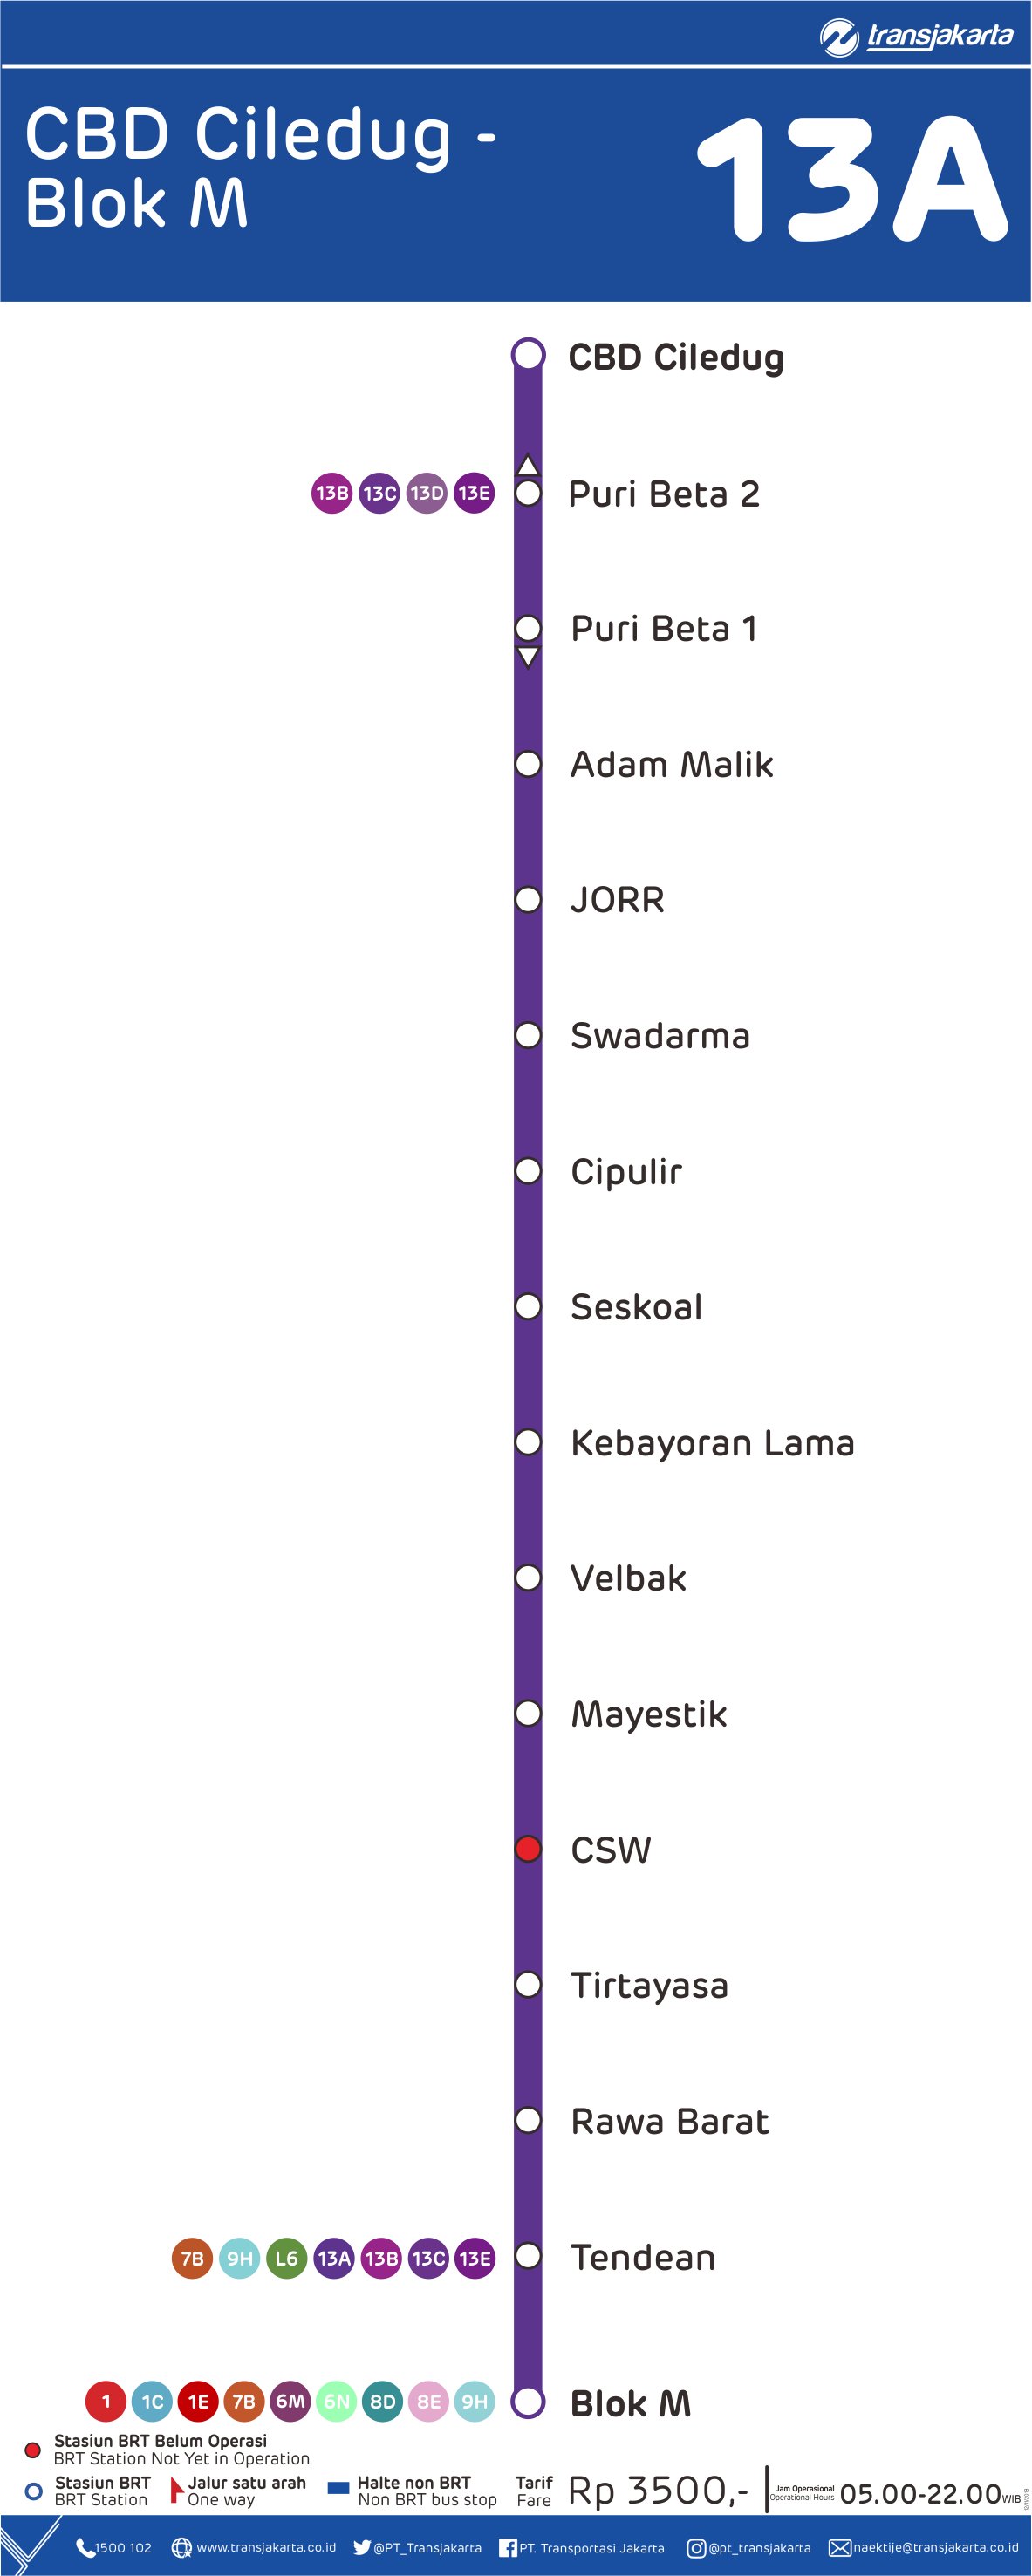 transjakarta
CBD Ciledug -
Blok M
13A
CBD Ciledug
13B 13C 13D 13E Puri Beta 2
Puri Beta 1
Adam Malik
JORR
Swadarma
Cipulir
Seskoal
Kebayoran Lama
Velbak
Mayestik
CSW
Tirtayasa
Rawa Barat
7B 9H L6 13A 13B 13C 13E Tendean
1 1C 1E 7B 6M 6N 8D 8E 9H Blok M
Stasiun BRT Belum Operasi
BRT Station Not Yet in Operation
Stasiun BRT
BRT Station
Jalur satu arah
One way
Halte non BRT
Non BRT bus stop
Tarif
Fare
Rp 3500,-
Jam Operasional
Operational Hours
05.00-22.00 WIB
1500 102 www.transjakarta.co.id @PT_Transjakarta PT. Transportasi Jakarta @pt_transjakarta naektije@transjakarta.co.id